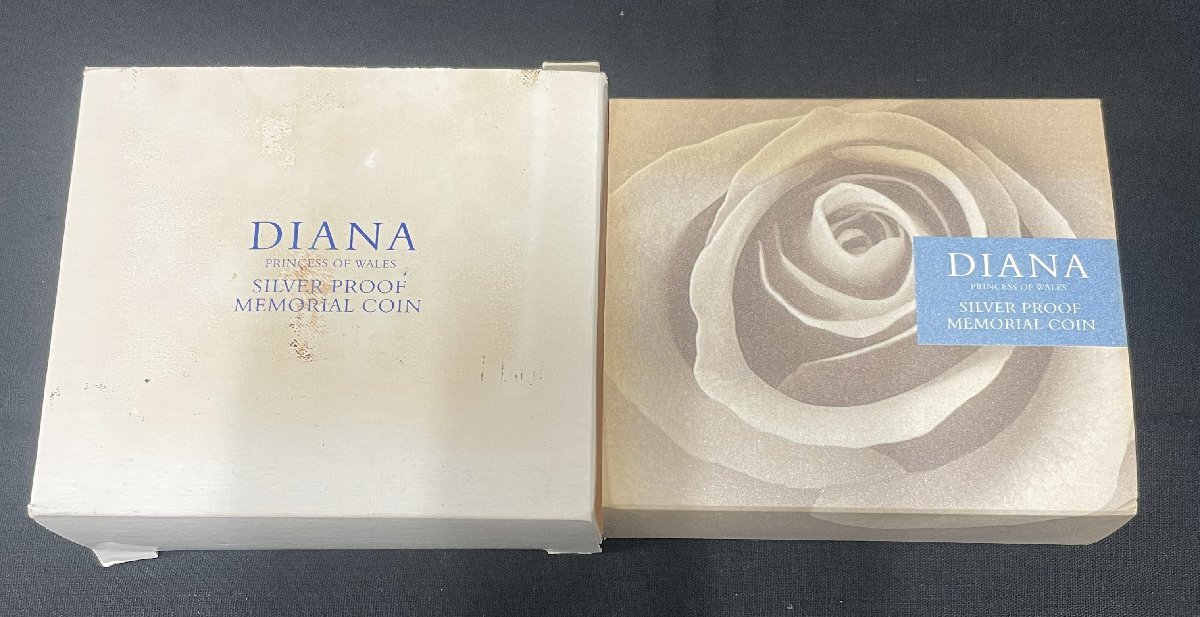 DIANA
PRINCESS OF WALES
SILVER PROOF
MEMORIAL COIN
DIANA
PRINCESS OF WALES
SILVER PROOF
MEMORIAL COIN